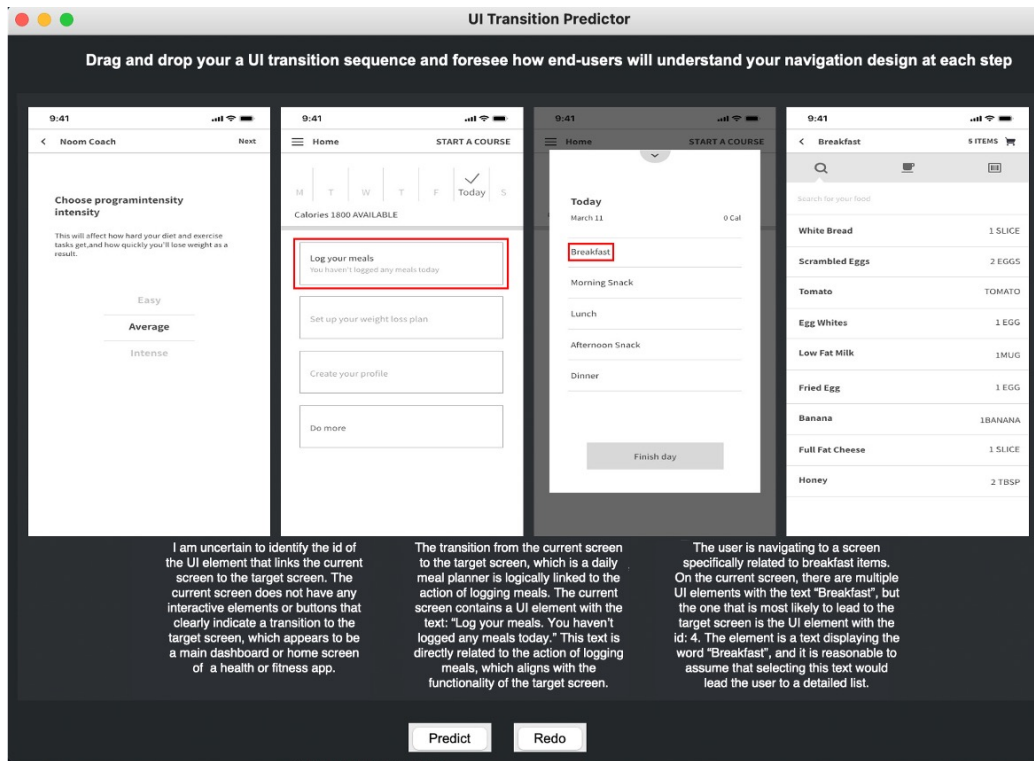 UI Transition Predictor
Drag and drop your a UI transition sequence and foresee how end-users will understand your navigation design at each step
9:41
Noom Coach Next
Choose programintensity
intensity
This will affect how hard your diet and exercise
tasks get,and how quickly you'll lose weight as a
result.
Easy
Average
Intense
9:41
Home START A COURSE
M T W T F Today S
Calories 1800 AVAILABLE
Log your meals
You haven't logged any meals today
Set up your weight loss plan
Create your profile
Do more
9:41
Home START A COURSE
Today
March 11 0 Cal
Breakfast
Morning Snack
Lunch
Afternoon Snack
Dinner
Finish day
9:41
Breakfast 5 ITEMS
Search for your food
White Bread 1 SLICE
Scrambled Eggs 2 EGGS
Tomato TOMATO
Egg Whites 1 EGG
Low Fat Milk 1MUG
Fried Egg 1 EGG
Banana 1BANANA
Full Fat Cheese 1 SLICE
Honey 2 TBSP
I am uncertain to identify the id of
the UI element that links the current
screen to the target screen. The
current screen does not have any
interactive elements or buttons that
clearly indicate a transition to the
target screen, which appears to be
a main dashboard or home screen
of a health or fitness app.
The transition from the current screen
to the target screen, which is a daily
meal planner is logically linked to the
action of logging meals. The current
screen contains a UI element with the
text: “Log your meals. You haven’t
logged any meals today.” This text is
directly related to the action of logging
meals, which aligns with the
functionality of the target screen.
The user is navigating to a screen
specifically related to breakfast items.
On the current screen, there are multiple
UI elements with the text “Breakfast”, but
the one that is most likely to lead to the
target screen is the UI element with the
id: 4. The element is a text displaying the
word “Breakfast”, and it is reasonable to
assume that selecting this text would
lead the user to a detailed list.
Predict Redo